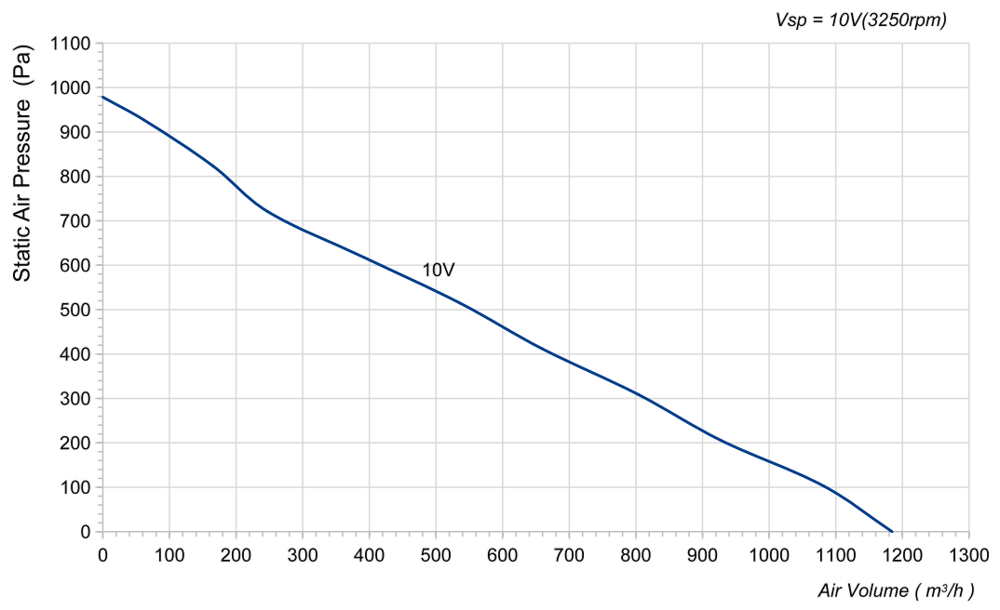 Vsp = 10V(3250rpm)
Static Air Pressure (Pa)
1100
1000
900
800
700
600
500
400
300
200
100
0
10V
0 100 200 300 400 500 600 700 800 900 1000 1100 1200 1300
Air Volume ( m³/h )